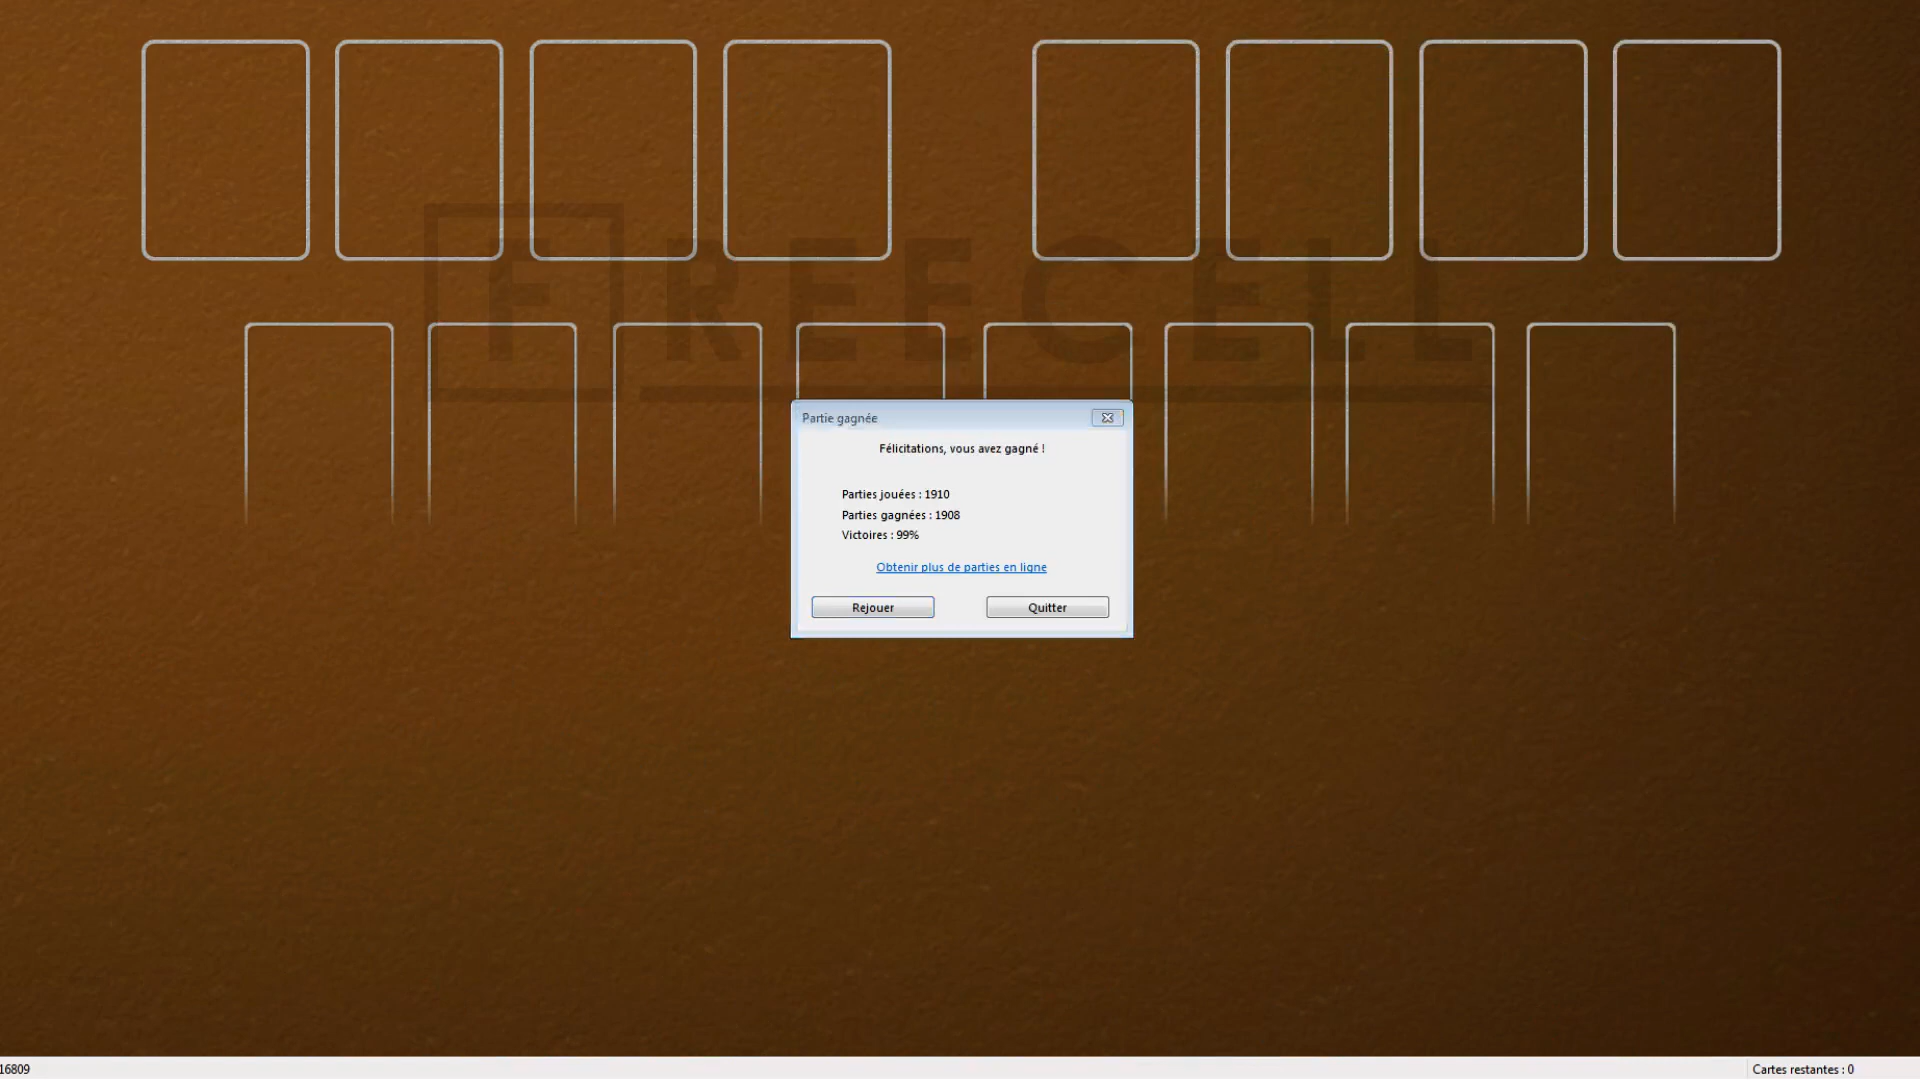 FREECELL
Partie gagnée
Félicitations, vous avez gagné !
Parties jouées : 1910
Parties gagnées : 1908
Victoires : 99%
Obtenir plus de parties en ligne
Rejouer
Quitter
16809
Cartes restantes : 0